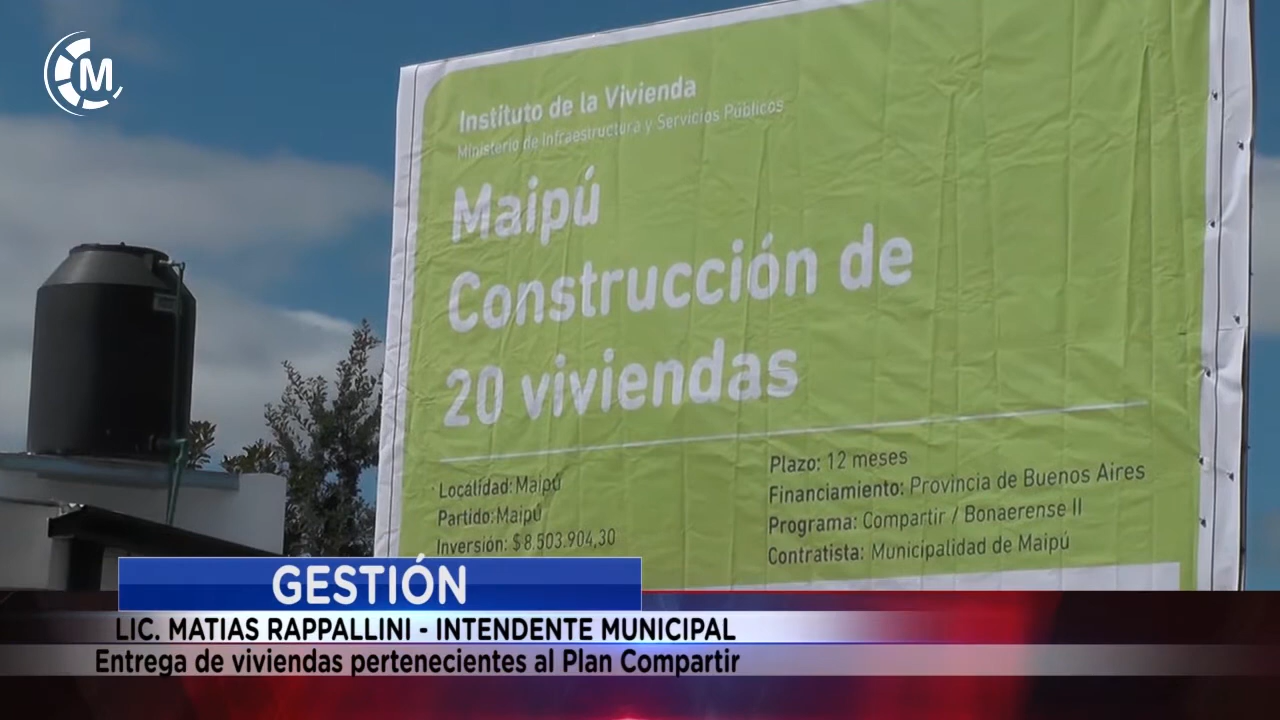 M
Instituto de la Vivienda
Ministerio de Infraestructura y Servicios Públicos
Maipú
Construcción de
20 viviendas
Localidad: Maipú
Partido: Maipú
Inversión: $ 8.503.904,30
Plazo: 12 meses
Financiamiento: Provincia de Buenos Aires
Programa: Compartir / Bonaerense II
Contratista: Municipalidad de Maipú
GESTIÓN
LIC. MATIAS RAPPALLINI - INTENDENTE MUNICIPAL
Entrega de viviendas pertenecientes al Plan Compartir